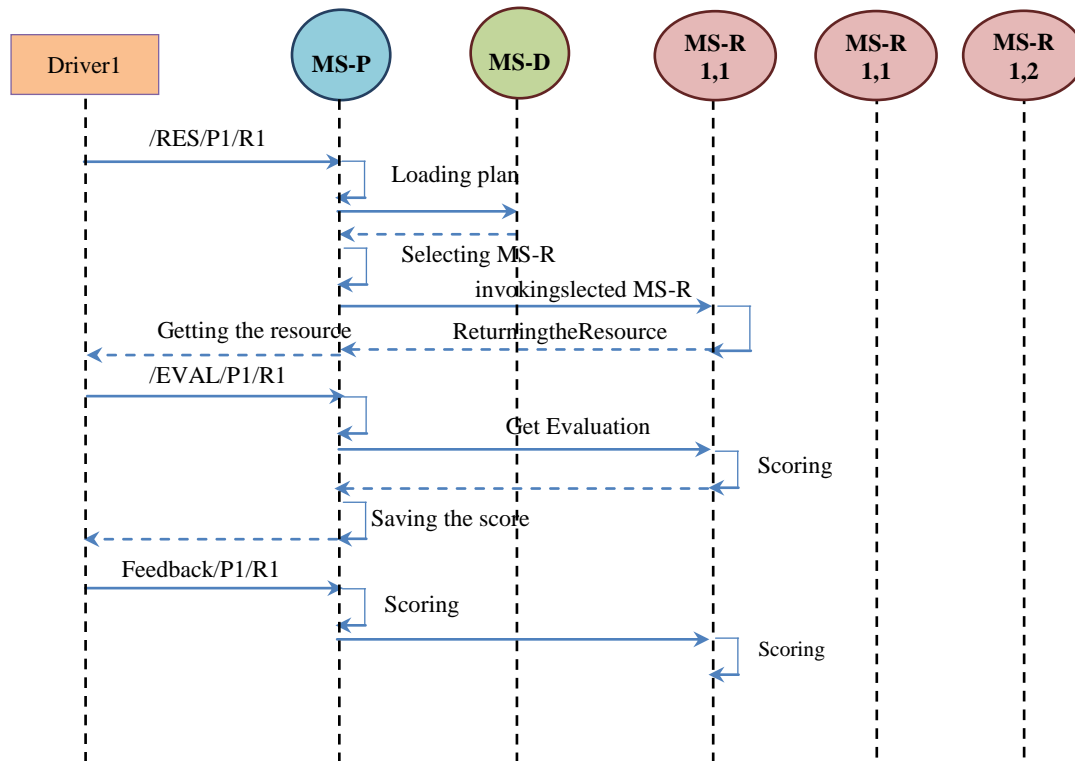 Driver1
MS-P
MS-D
MS-R
1,1
MS-R
1,1
MS-R
1,2
/RES/P1/R1
Loading plan
Selecting MS-R
invokingslected MS-R
Getting the resource
ReturningtheResource
/EVAL/P1/R1
Get Evaluation
Scoring
Saving the score
Feedback/P1/R1
Scoring
Scoring